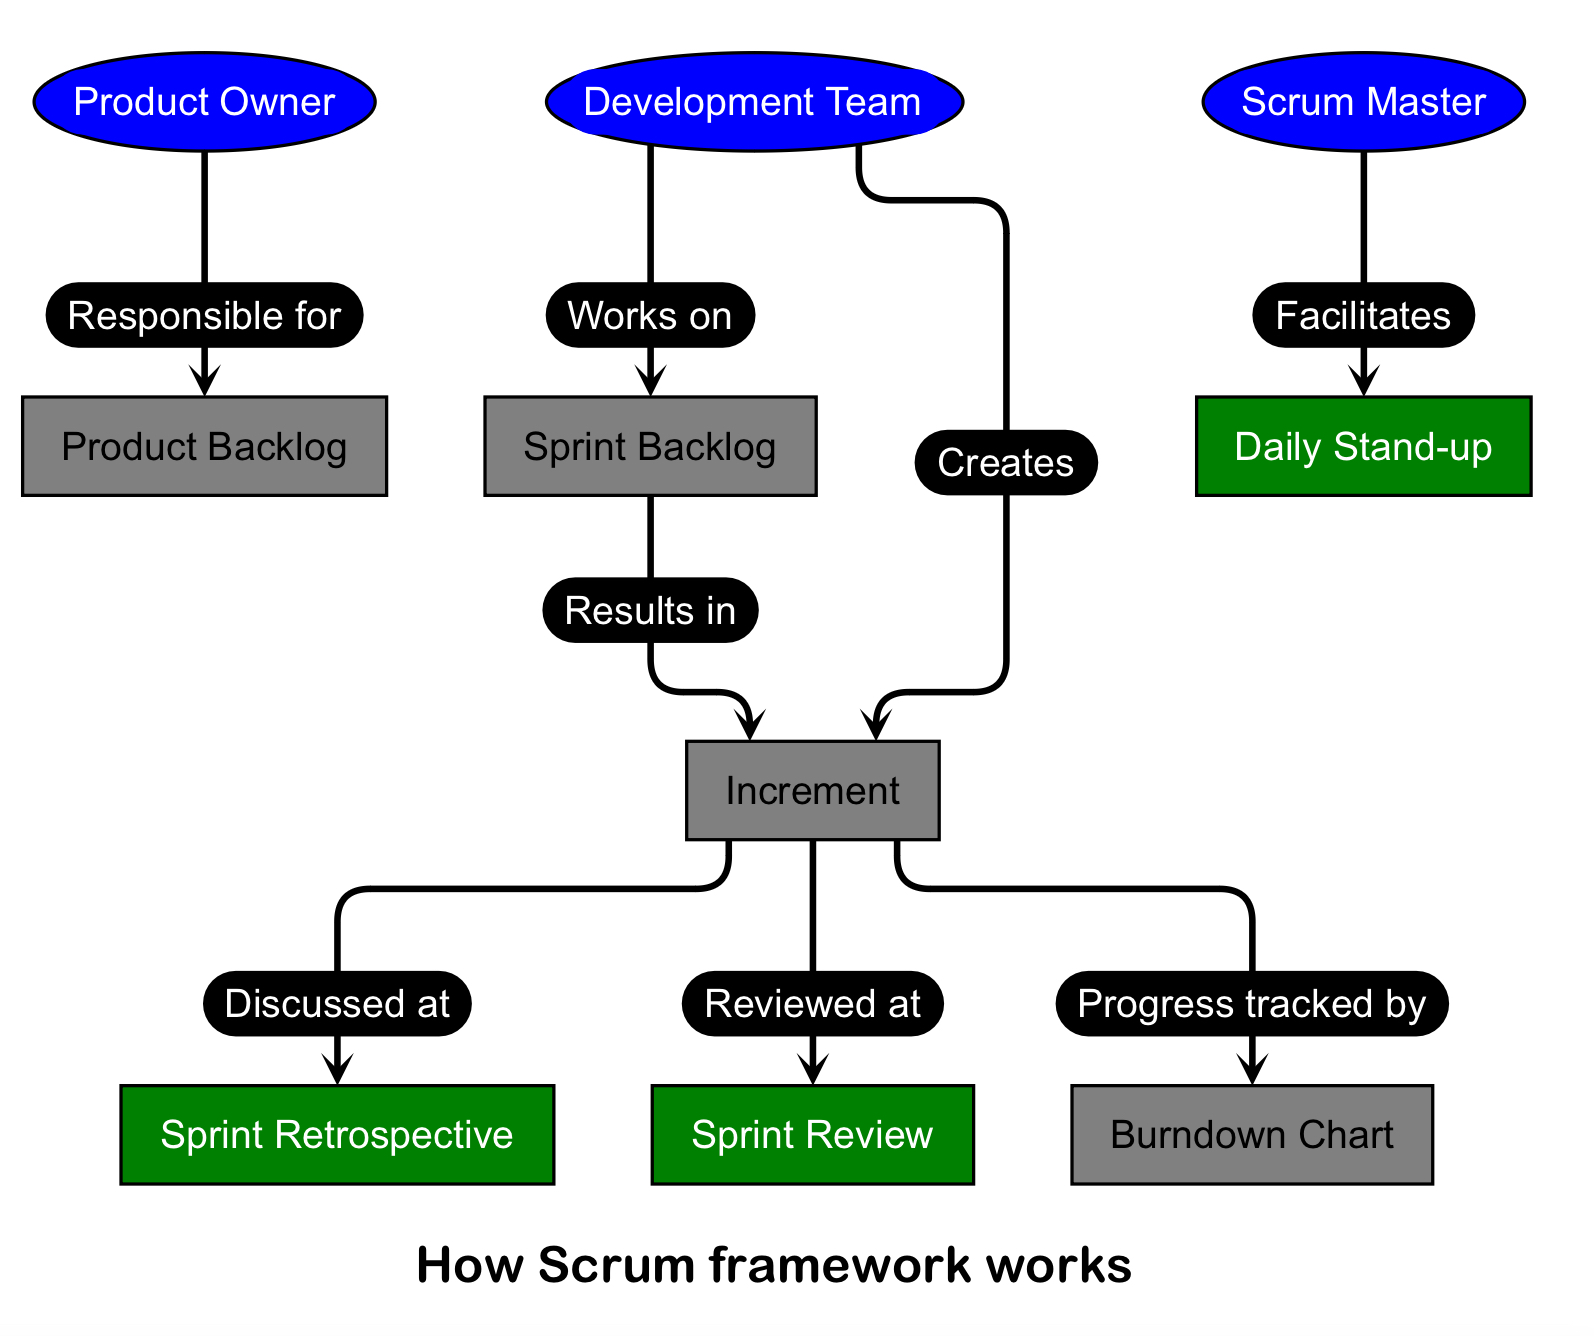 Product Owner
Development Team
Scrum Master
Responsible for
Works on
Facilitates
Product Backlog
Sprint Backlog
Creates
Daily Stand-up
Results in
Increment
Discussed at
Reviewed at
Progress tracked by
Sprint Retrospective
Sprint Review
Burndown Chart
How Scrum framework works